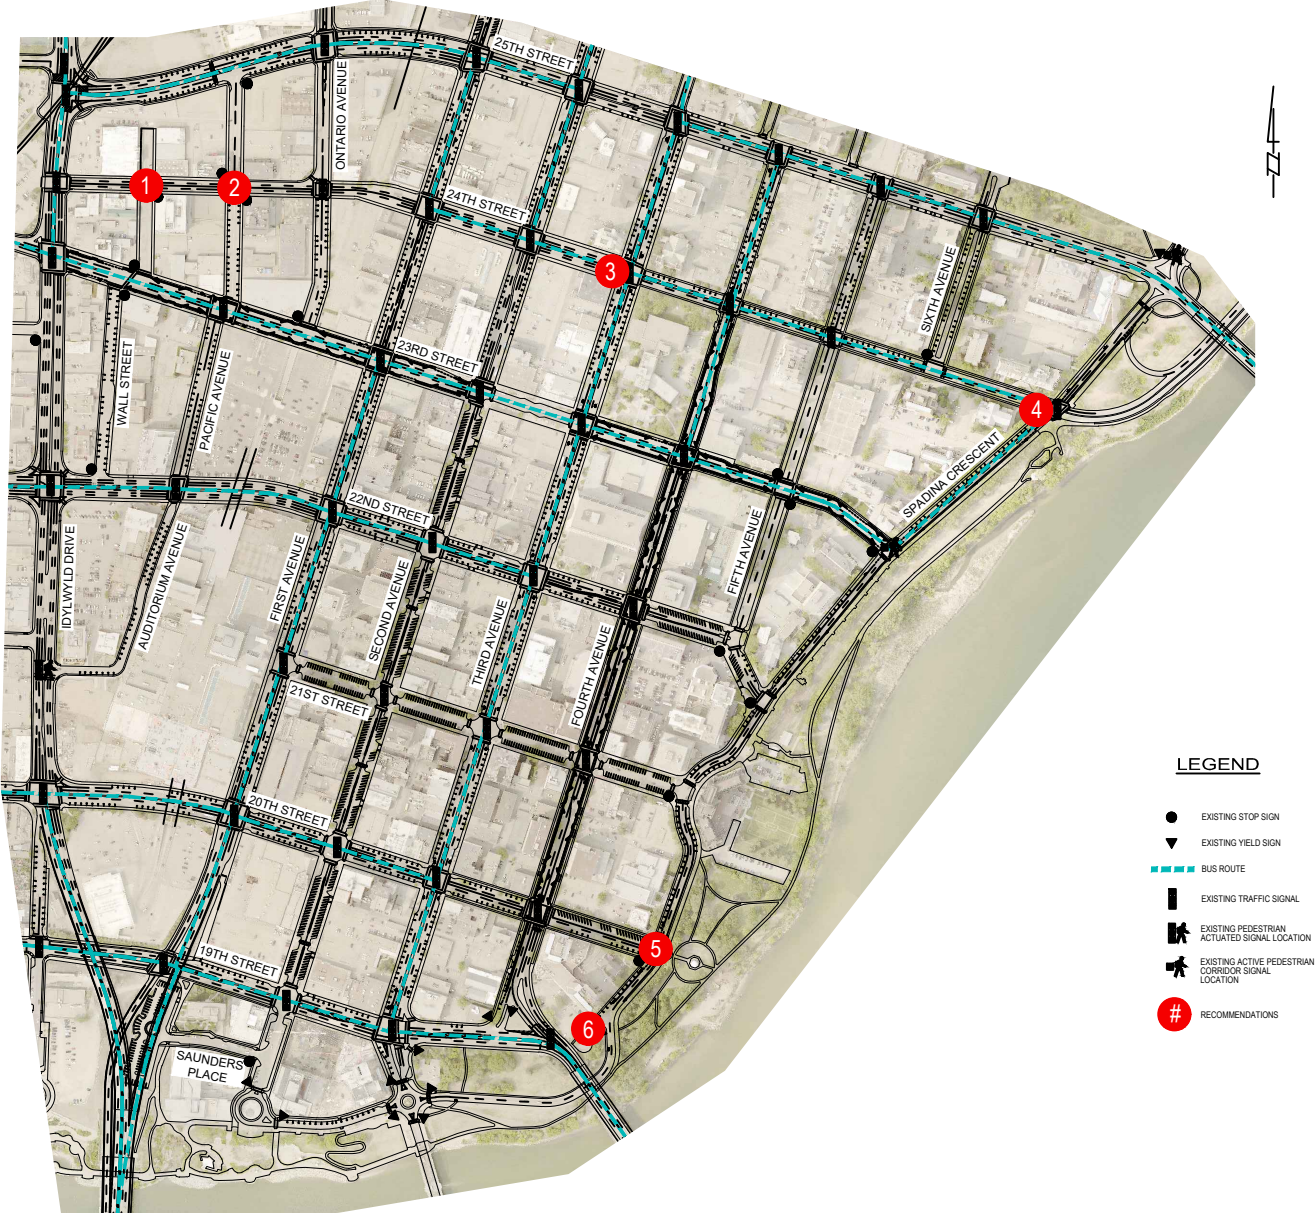 25TH STREET
ONTARIO AVENUE
1
2
24TH STREET
3
SIXTH AVENUE
23RD STREET
WALL STREET
PACIFIC AVENUE
4
SPADINA CRESCENT
22ND STREET
IDYLWYLD DRIVE
AUDITORIUM AVENUE
FIRST AVENUE
SECOND AVENUE
THIRD AVENUE
FOURTH AVENUE
FIFTH AVENUE
21ST STREET
20TH STREET
5
19TH STREET
6
SAUNDERS
PLACE
LEGEND
EXISTING STOP SIGN
EXISTING YIELD SIGN
BUS ROUTE
EXISTING TRAFFIC SIGNAL
EXISTING PEDESTRIAN
ACTUATED SIGNAL LOCATION
EXISTING ACTIVE PEDESTRIAN
CORRIDOR SIGNAL
LOCATION
# RECOMMENDATIONS